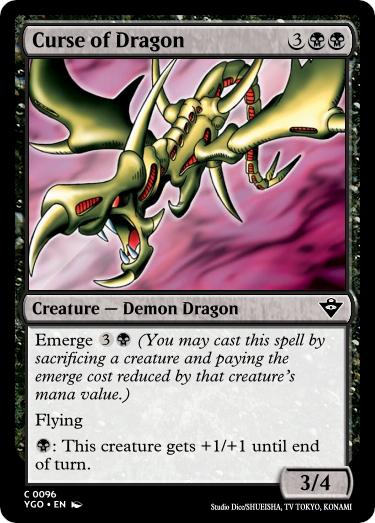 Curse of Dragon 3
Creature — Demon Dragon
Emerge 3 (You may cast this spell by
sacrificing a creature and paying the
emerge cost reduced by that creature's
mana value.)
Flying
: This creature gets +1/+1 until end
of turn.
3/4
C 0096
YGO • EN
Studio Dice/SHUEISHA, TV TOKYO, KONAMI